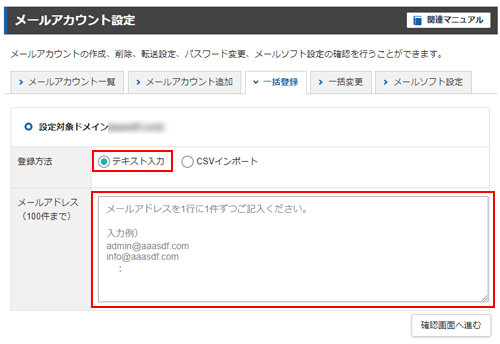 メールアカウント設定
関連マニュアル
メールアカウントの作成、削除、転送設定、パスワード変更、メールソフト設定の確認を行うことができます。
メールアカウント一覧
メールアカウント追加
一括登録
一括変更
メールソフト設定
設定対象ドメイン
登録方法
テキスト入力
CSVインポート
メールアドレス
（100件まで）
メールアドレスを1行に1件ずつご記入ください。
入力例）
admin@aaasdf.com
info@aaasdf.com
：
確認画面へ進む